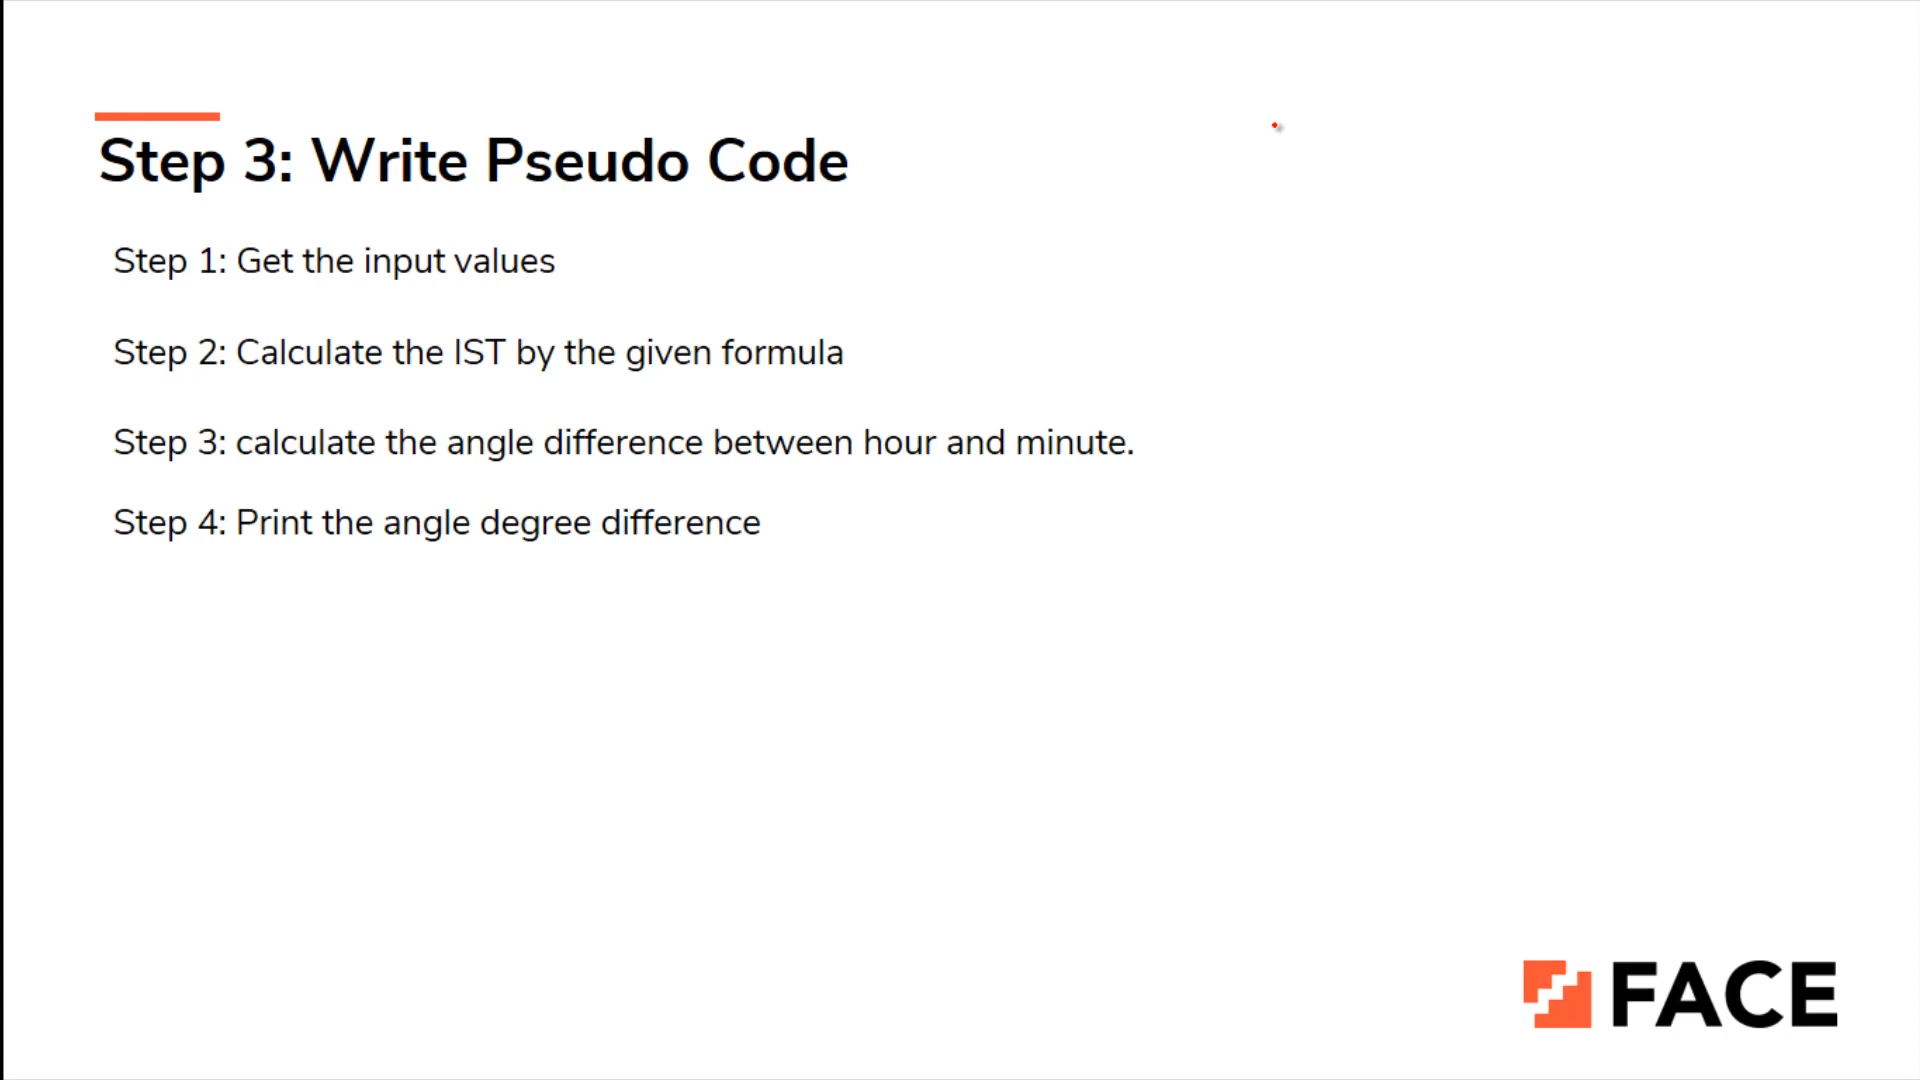 Step 3: Write Pseudo Code
Step 1: Get the input values
Step 2: Calculate the IST by the given formula
Step 3: calculate the angle difference between hour and minute.
Step 4: Print the angle degree difference
FACE